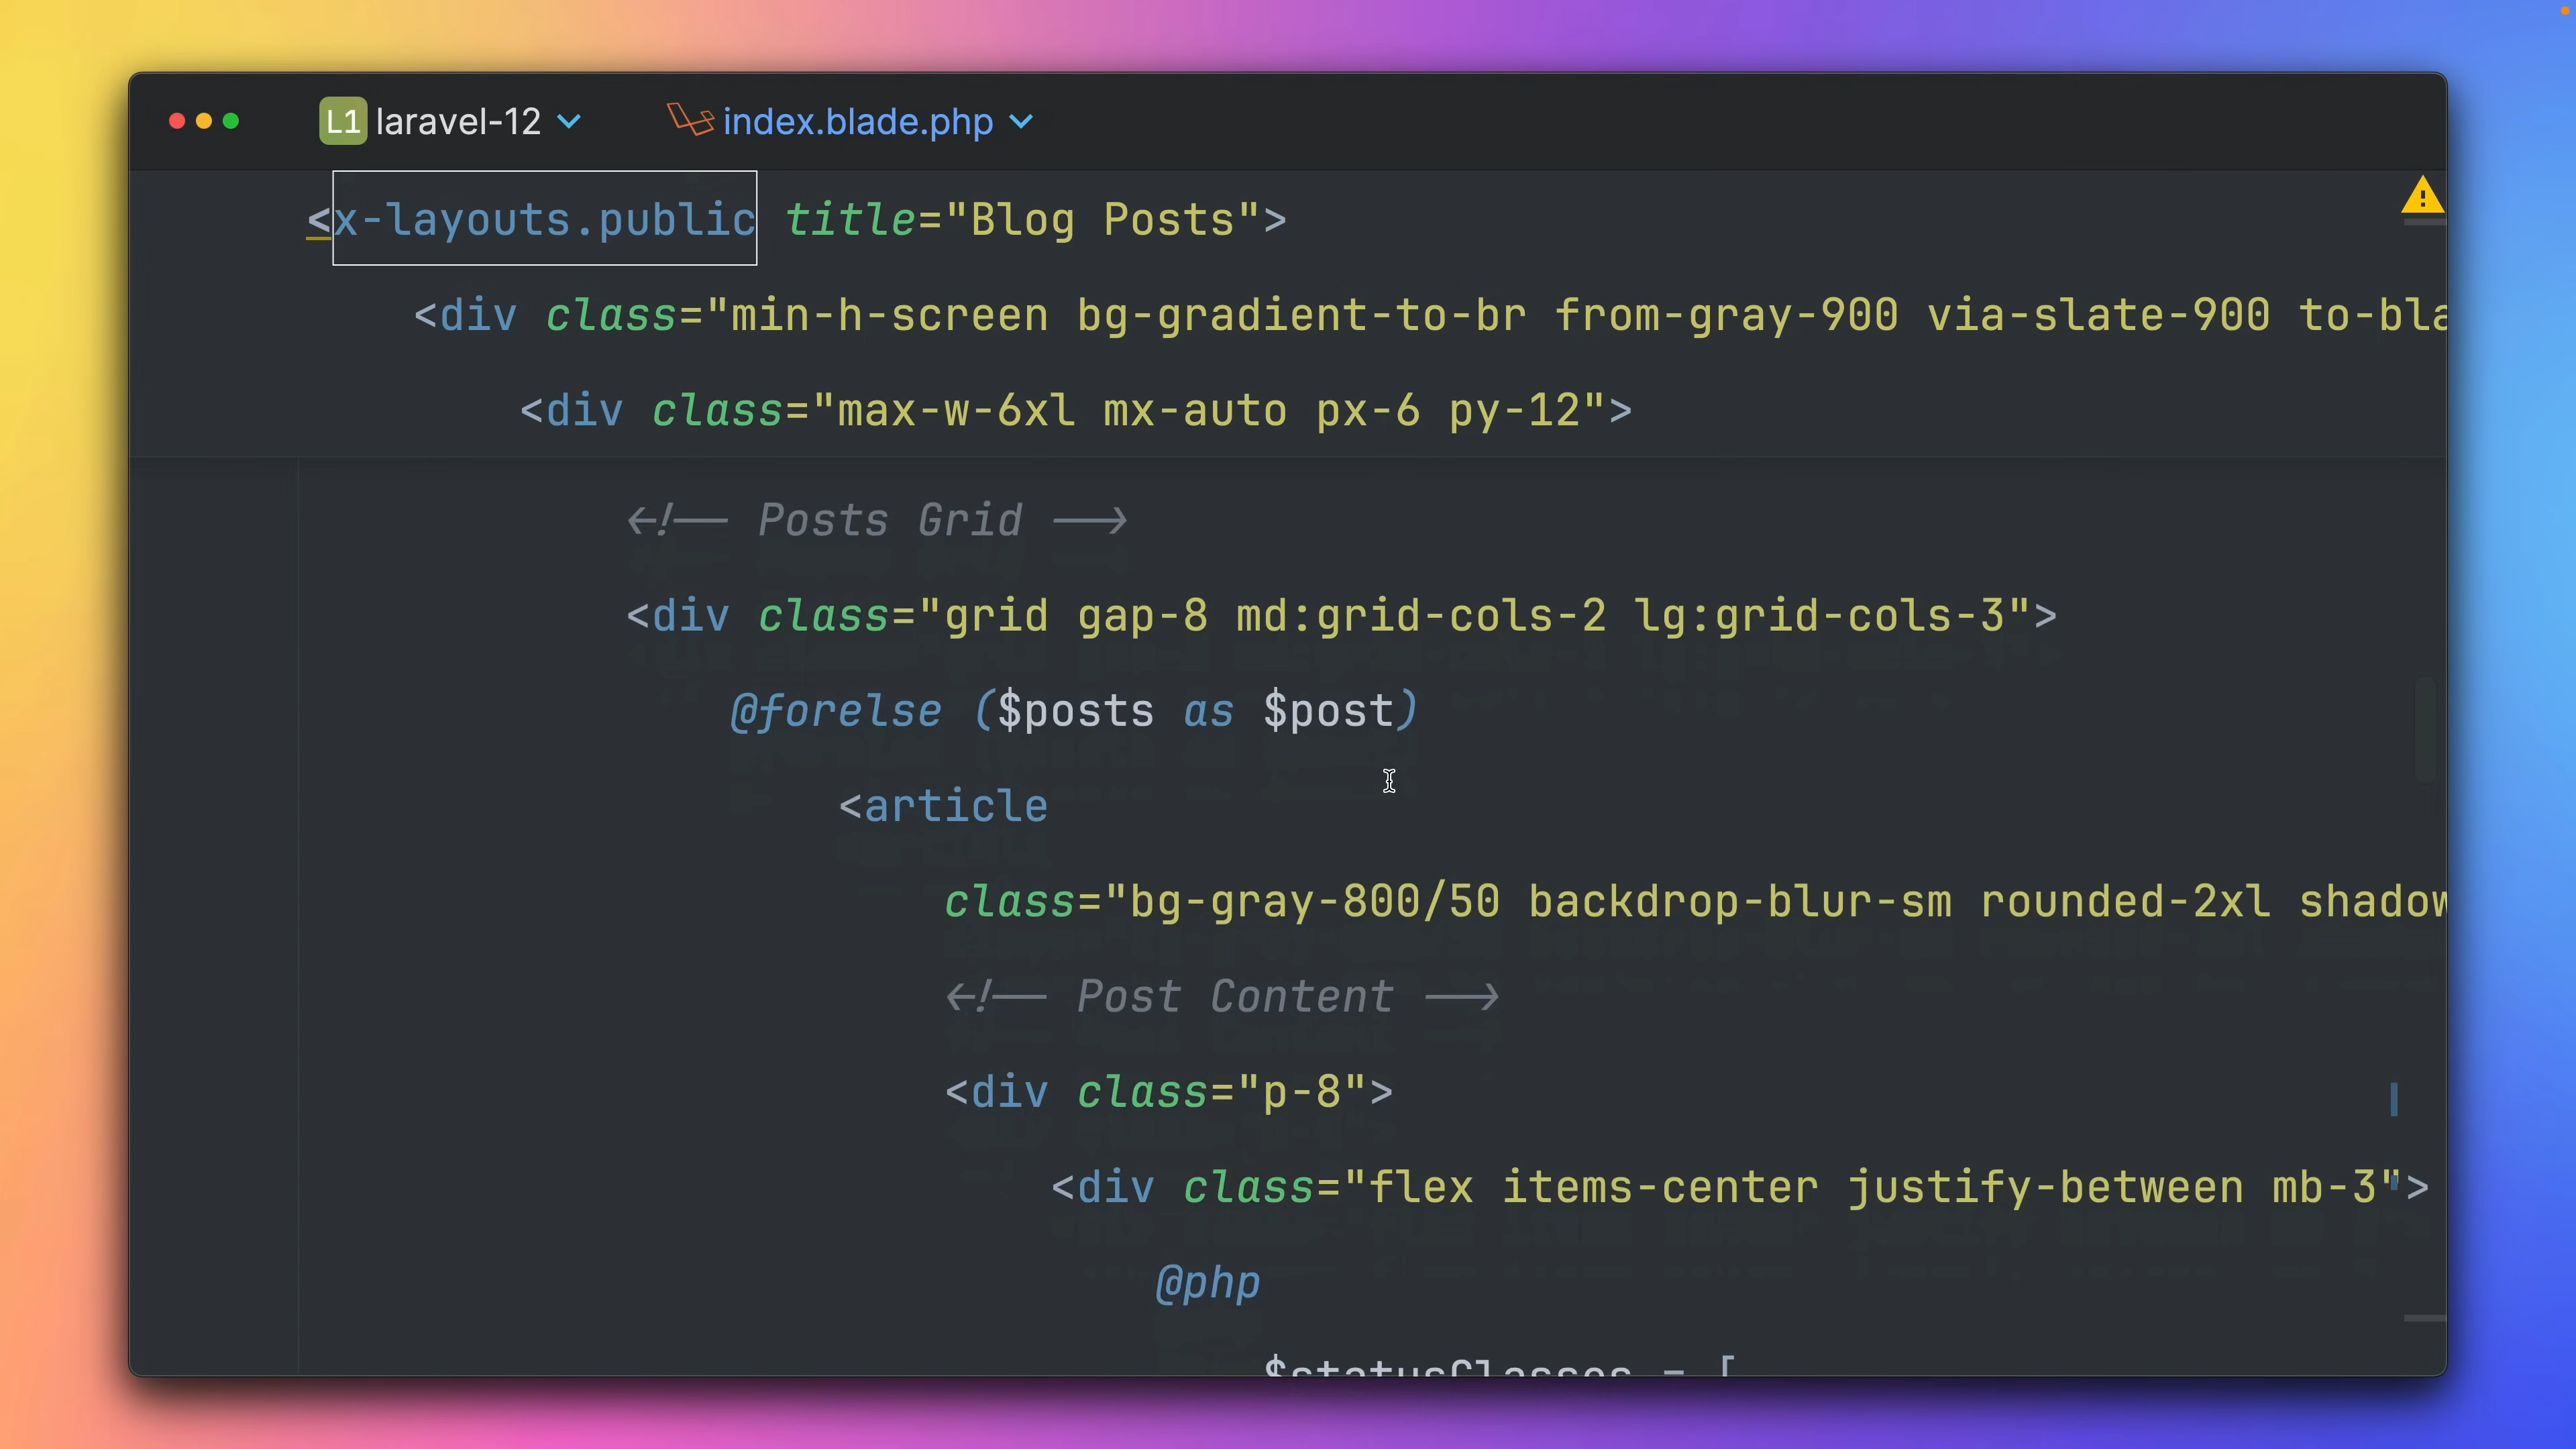 L1 laravel-12 index.blade.php
<x-layouts.public title="Blog Posts">
<div class="min-h-screen bg-gradient-to-br from-gray-900 via-slate-900 to-bla
<div class="max-w-6xl mx-auto px-6 py-12">
<!-- Posts Grid -->
<div class="grid gap-8 md:grid-cols-2 lg:grid-cols-3">
@forelse ($posts as $post)
<article
class="bg-gray-800/50 backdrop-blur-sm rounded-2xl shadow
<!-- Post Content -->
<div class="p-8">
<div class="flex items-center justify-between mb-3">
@php
$statusClasses = [